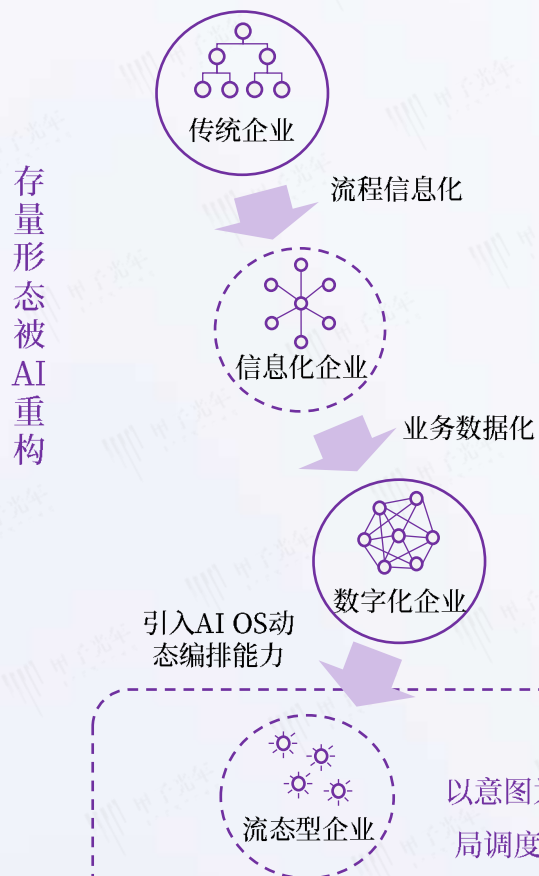 传统企业
流程信息化
存量形态被AI重构
信息化企业
业务数据化
数字化企业
引入AI OS动
态编排能力
流态型企业
以意图
局调度